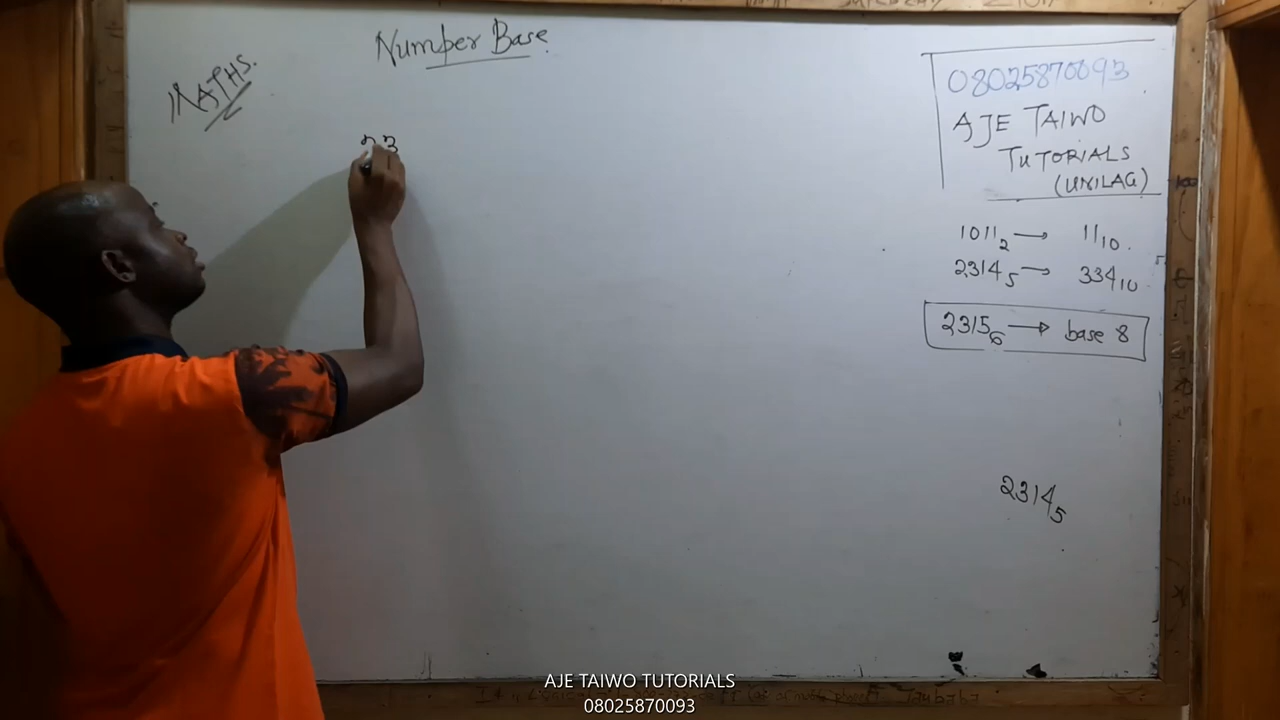 Number Base
MATHS.
23
08025870093
AJE TAIWO
TUTORIALS
(UNILAG)
1011₂ → 11₁₀.
2314₅ → 334₁₀
2315₆ → base 8
2314₅
AJE TAIWO TUTORIALS
08025870093